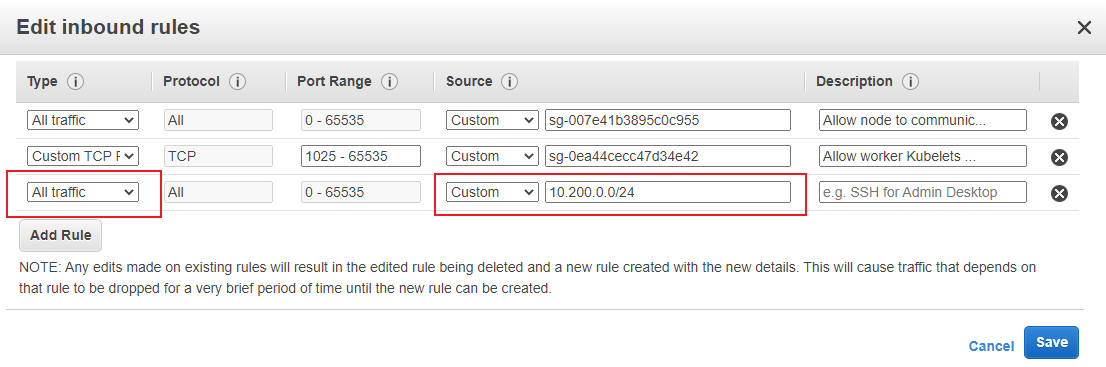 Edit inbound rules
Type Protocol Port Range Source Description
All traffic All 0 - 65535 Custom sg-007e41b3895c0c955 Allow node to communic...
Custom TCP F TCP 1025 - 65535 Custom sg-0ea44cecc47d34e42 Allow worker Kubelets ...
All traffic All 0 - 65535 Custom 10.200.0.0/24 e.g. SSH for Admin Desktop
Add Rule
NOTE: Any edits made on existing rules will result in the edited rule being deleted and a new rule created with the new details. This will cause traffic that depends on
that rule to be dropped for a very brief period of time until the new rule can be created.
Cancel Save